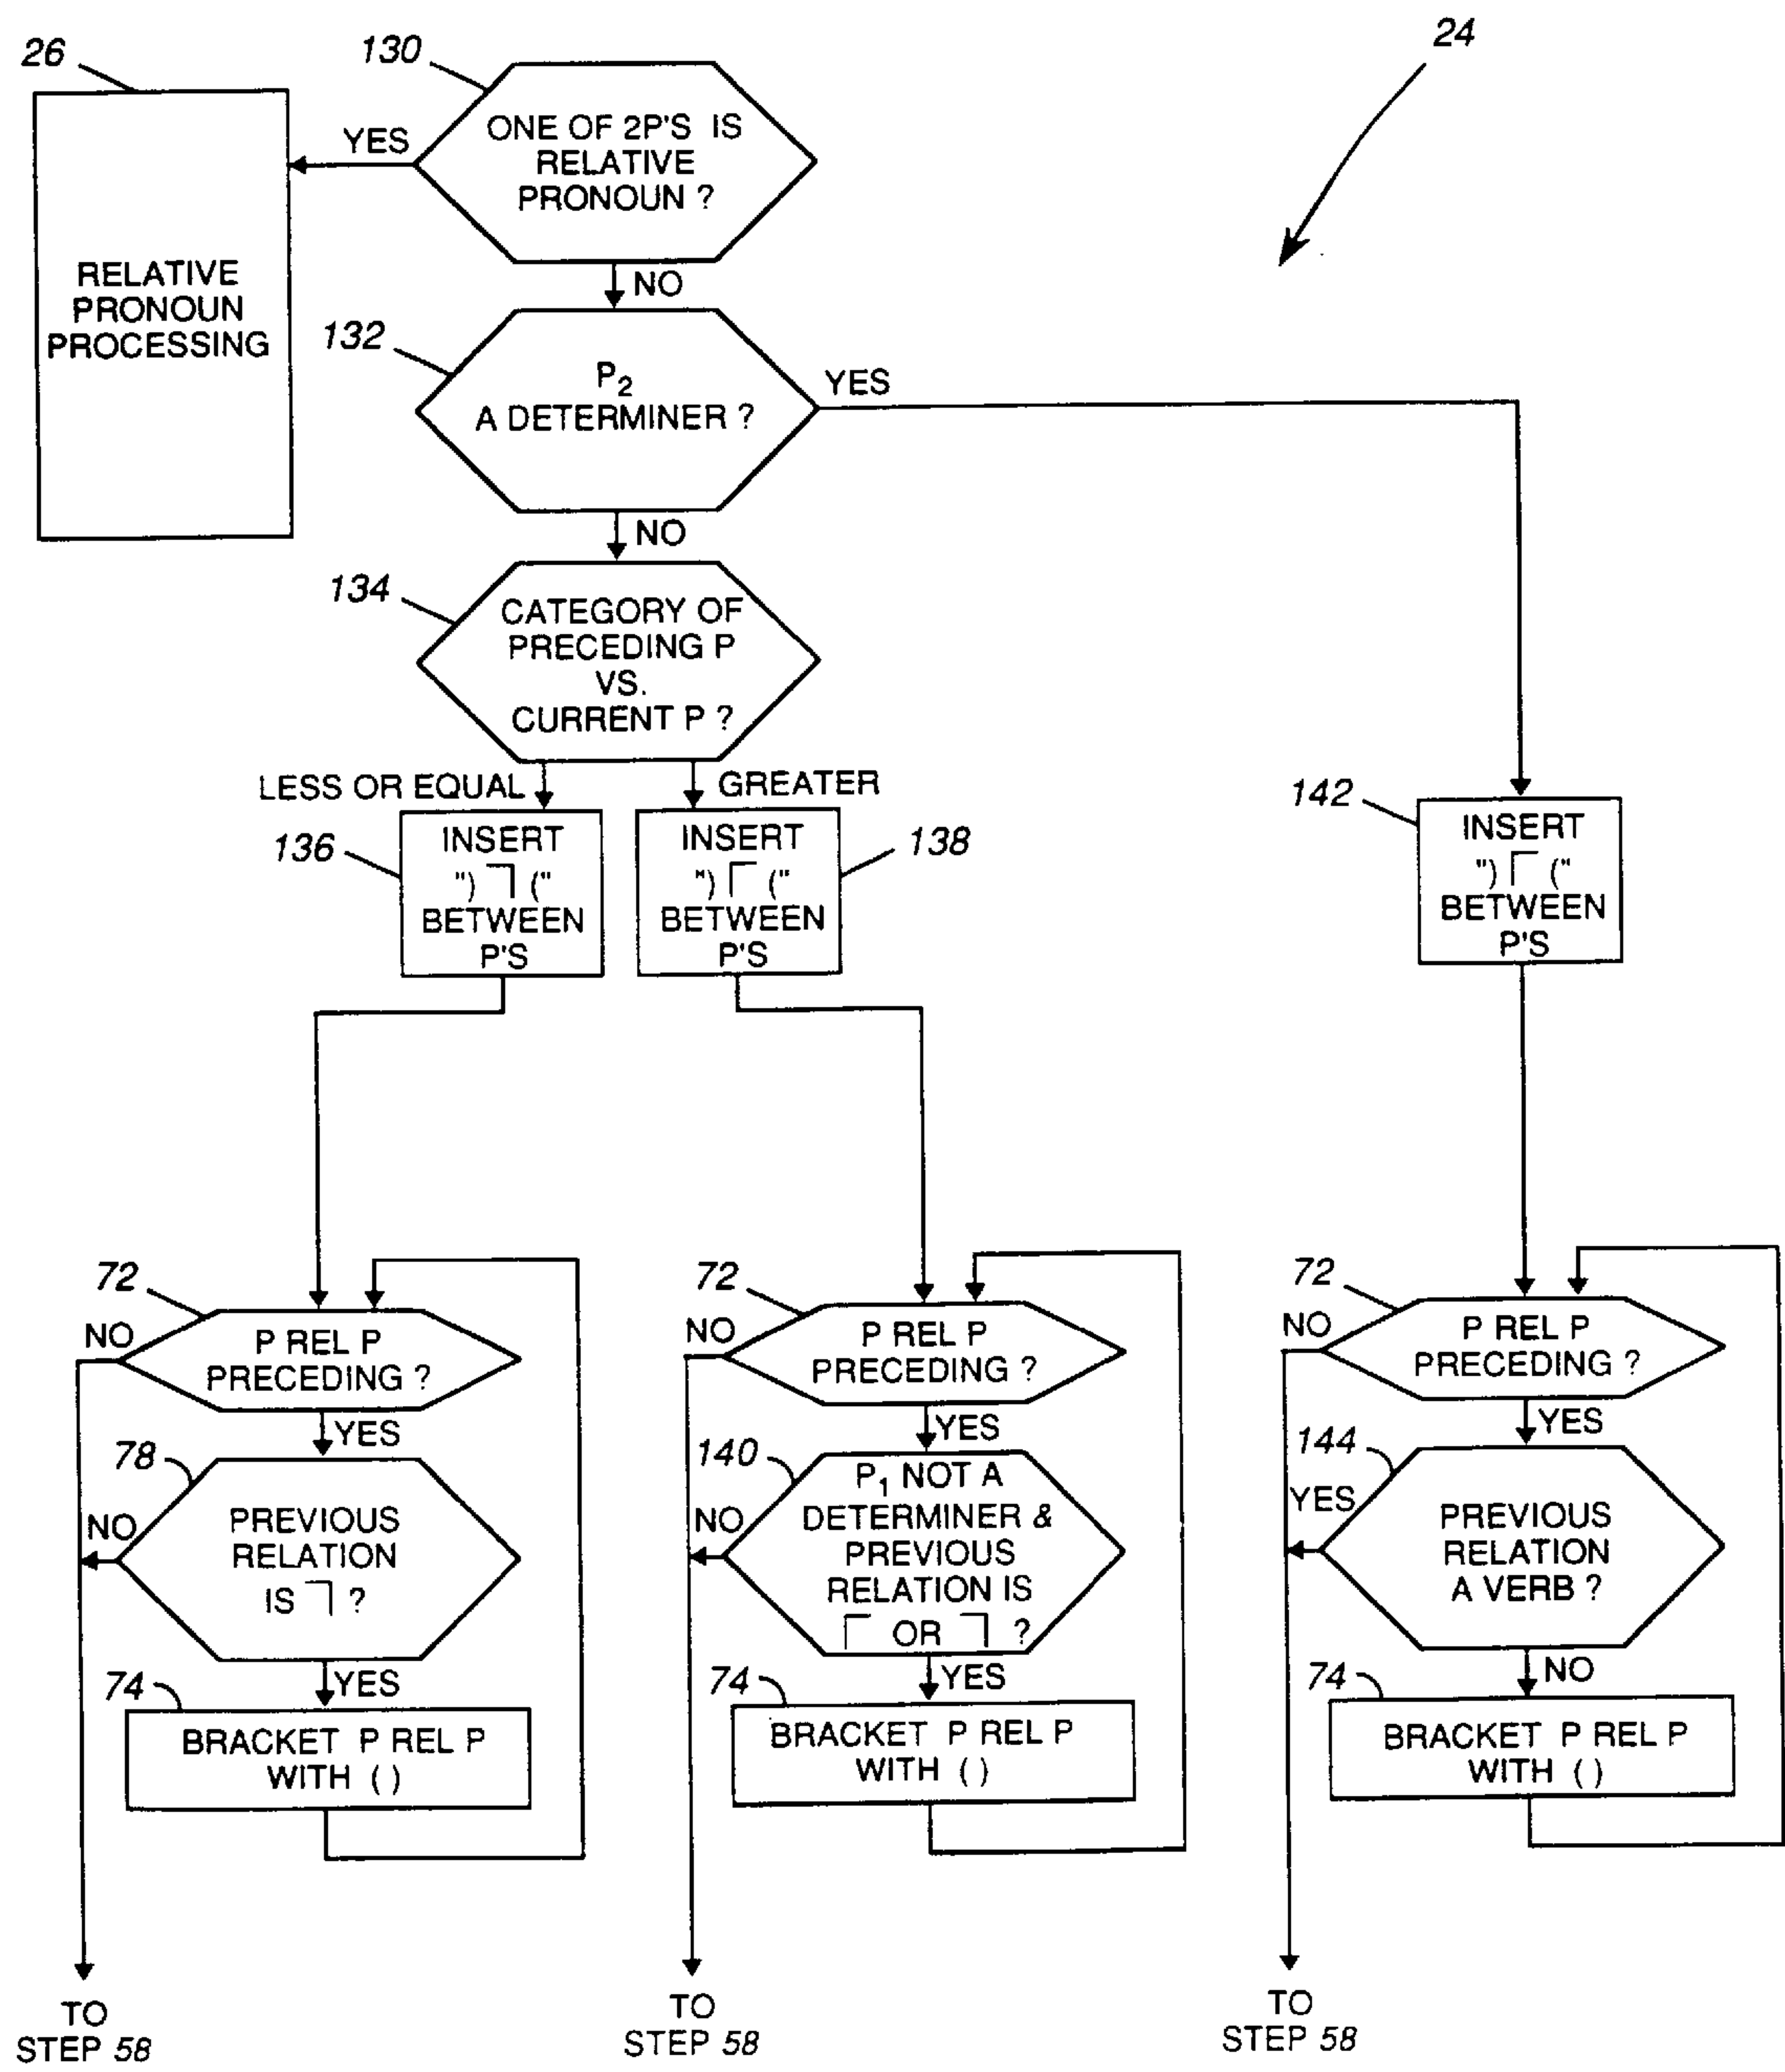 24
26
130
ONE OF 2P'S IS
RELATIVE
PRONOUN ?
YES
NO
RELATIVE
PRONOUN
PROCESSING
132
P₂
A DETERMINER ?
YES
NO
134
CATEGORY OF
PRECEDING P
VS.
CURRENT P ?
LESS OR EQUAL
GREATER
136
INSERT
") ⌝ ("
BETWEEN
P'S
138
INSERT
") ⌜ ("
BETWEEN
P'S
142
INSERT
") ⌜ ("
BETWEEN
P'S
72
NO
P REL P
PRECEDING ?
YES
78
NO
PREVIOUS
RELATION
IS ⌝ ?
YES
74
BRACKET P REL P
WITH ( )
TO
STEP 58
72
NO
P REL P
PRECEDING ?
YES
140
NO
P₁ NOT A
DETERMINER &
PREVIOUS
RELATION IS
⌜ OR ⌝ ?
YES
74
BRACKET P REL P
WITH ( )
TO
STEP 58
72
NO
P REL P
PRECEDING ?
YES
144
YES
PREVIOUS
RELATION
A VERB ?
NO
74
BRACKET P REL P
WITH ( )
TO
STEP 58